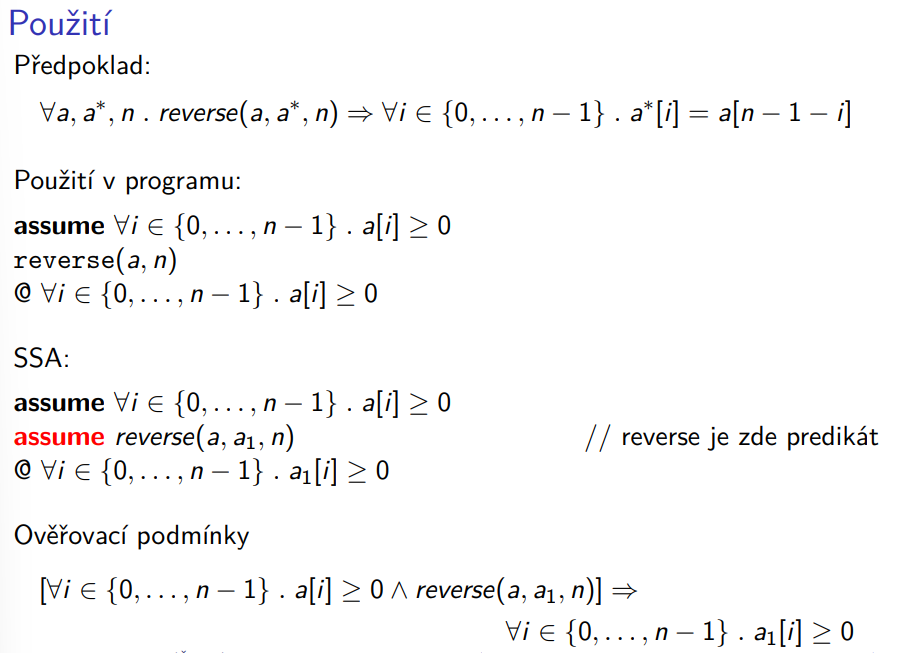 Použití
Předpoklad:
∀a, a*, n . reverse(a, a*, n) ⇒ ∀i ∈ {0, . . . , n − 1} . a*[i] = a[n − 1 − i]
Použití v programu:
assume ∀i ∈ {0, . . . , n − 1} . a[i] ≥ 0
reverse(a, n)
@ ∀i ∈ {0, . . . , n − 1} . a[i] ≥ 0
SSA:
assume ∀i ∈ {0, . . . , n − 1} . a[i] ≥ 0
assume reverse(a, a₁, n) // reverse je zde predikát
@ ∀i ∈ {0, . . . , n − 1} . a₁[i] ≥ 0
Ověřovací podmínky
[∀i ∈ {0, . . . , n − 1} . a[i] ≥ 0 ∧ reverse(a, a₁, n)] ⇒
∀i ∈ {0, . . . , n − 1} . a₁[i] ≥ 0